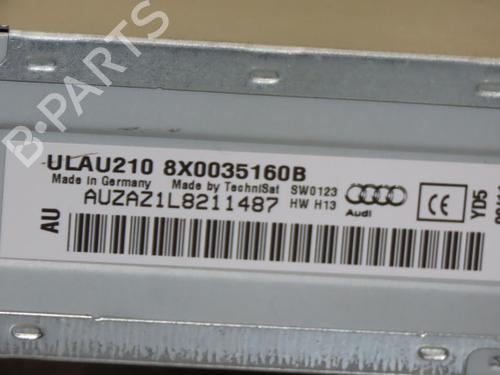 B-PARTS
ULAU210 8X0035160B
Made in Germany Made by TechniSat SW0123
AUZAZ1L8211487 HW H13
Audi
CE
AU
YD5